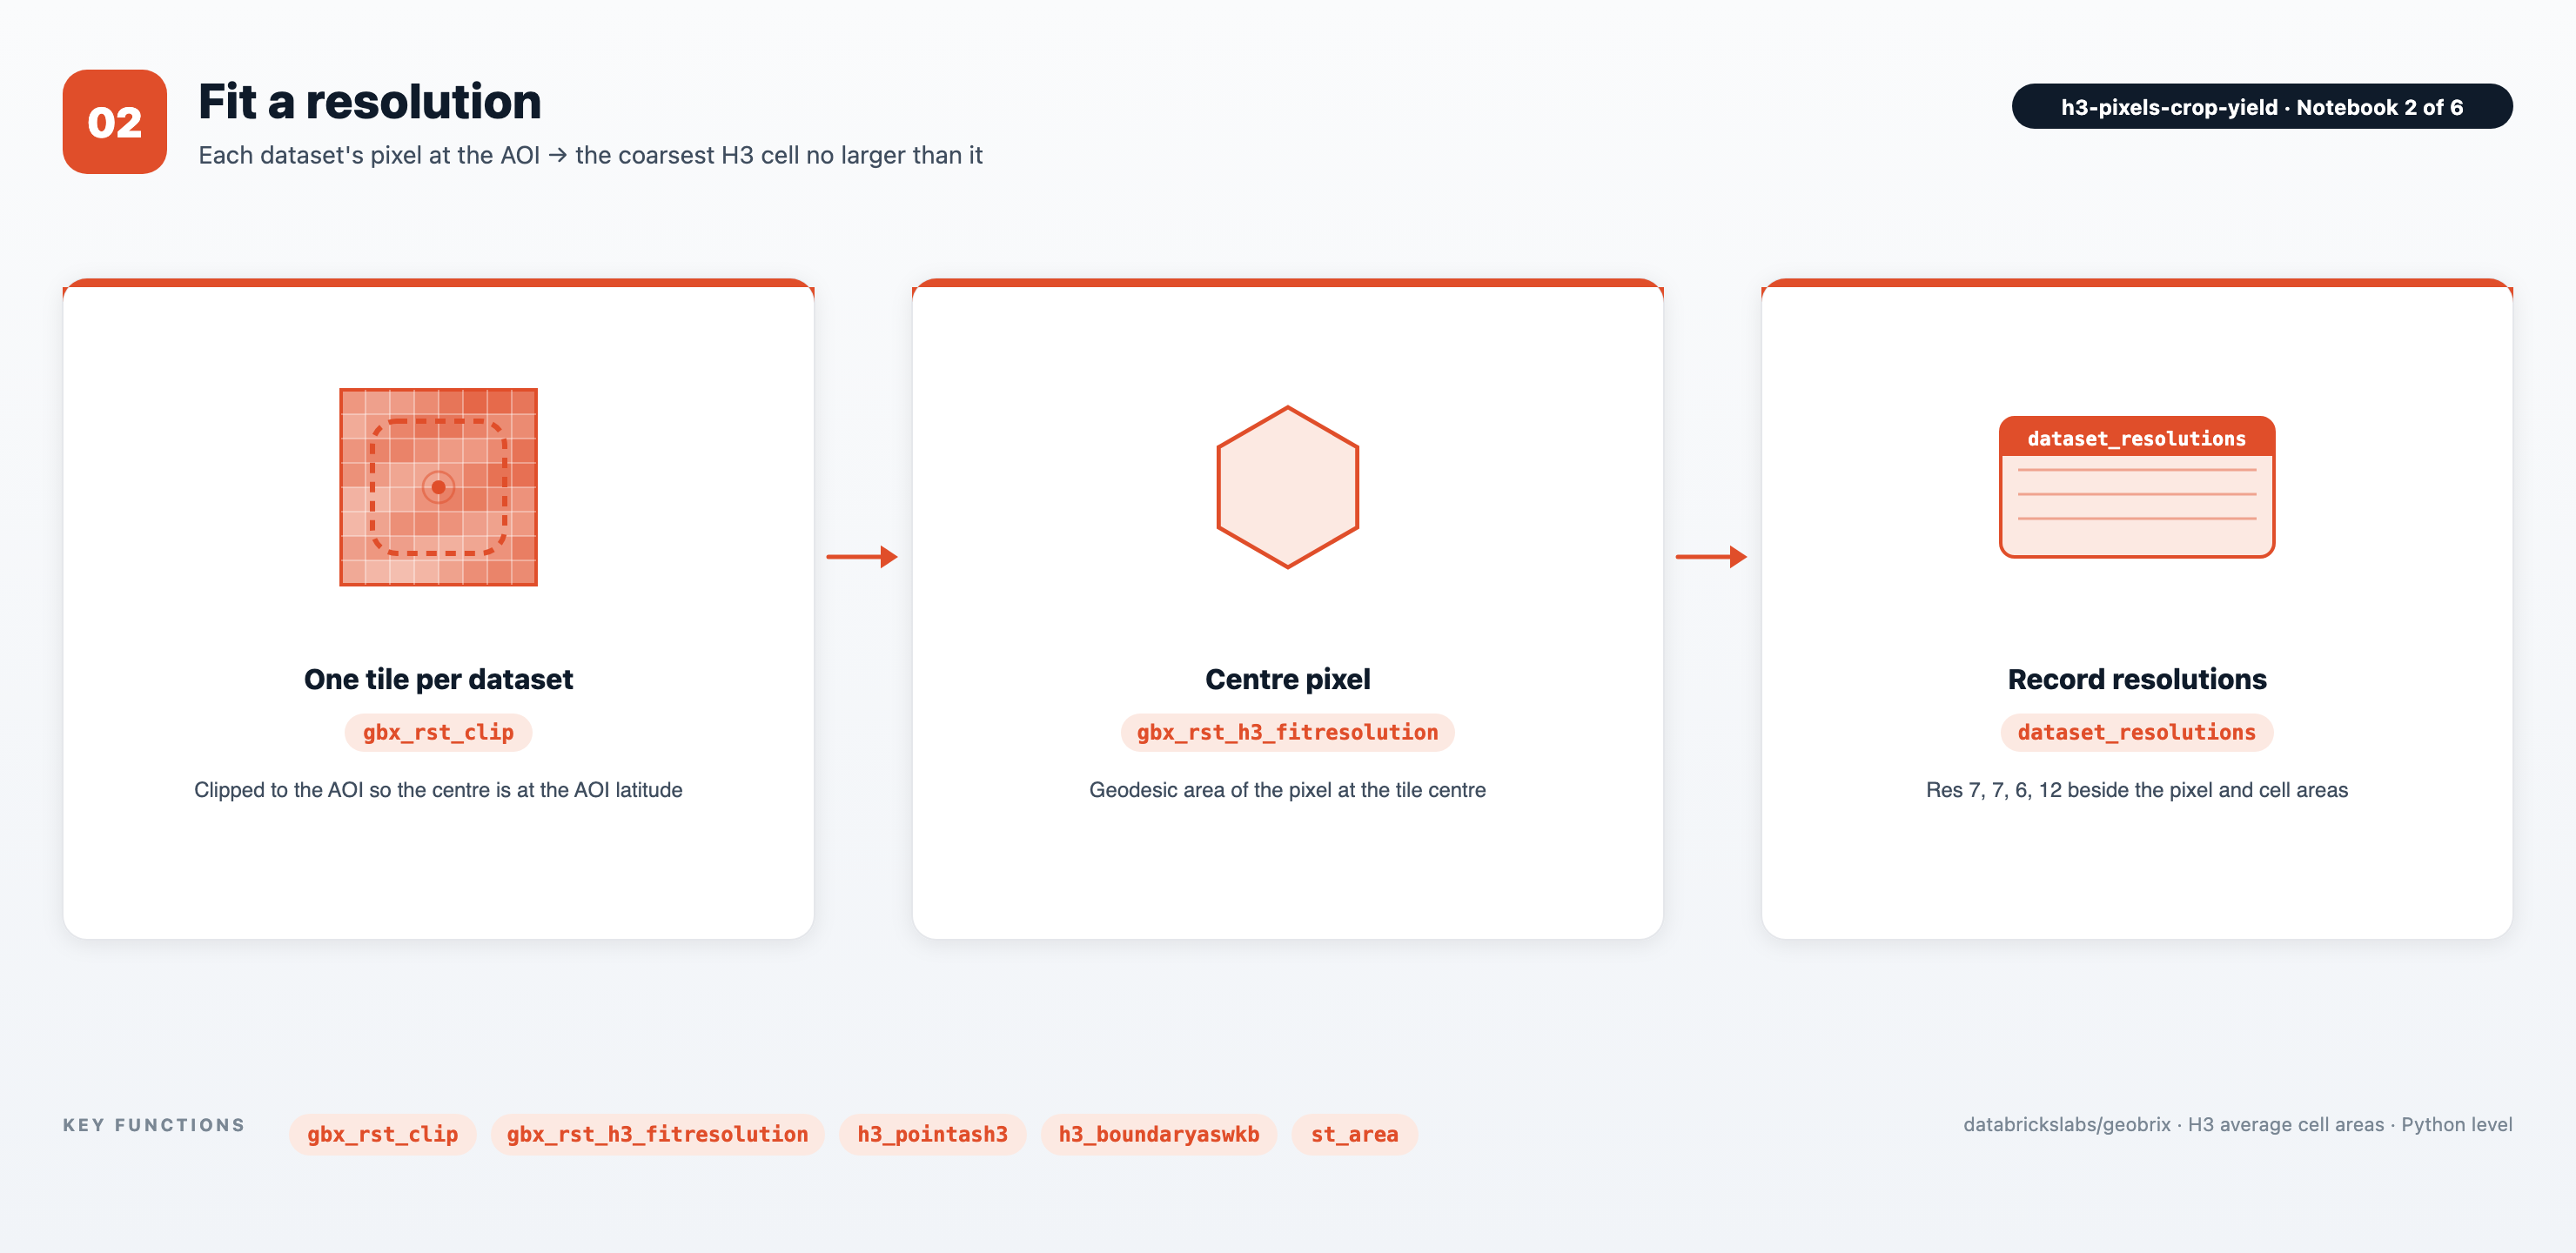 02
Fit a resolution
Each dataset's pixel at the AOI → the coarsest H3 cell no larger than it
h3-pixels-crop-yield · Notebook 2 of 6
One tile per dataset
gbx_rst_clip
Clipped to the AOI so the centre is at the AOI latitude
Centre pixel
gbx_rst_h3_fitresolution
Geodesic area of the pixel at the tile centre
dataset_resolutions
Record resolutions
dataset_resolutions
Res 7, 7, 6, 12 beside the pixel and cell areas
KEY FUNCTIONS
gbx_rst_clip
gbx_rst_h3_fitresolution
h3_pointash3
h3_boundaryaswkb
st_area
databrickslabs/geobrix · H3 average cell areas · Python level